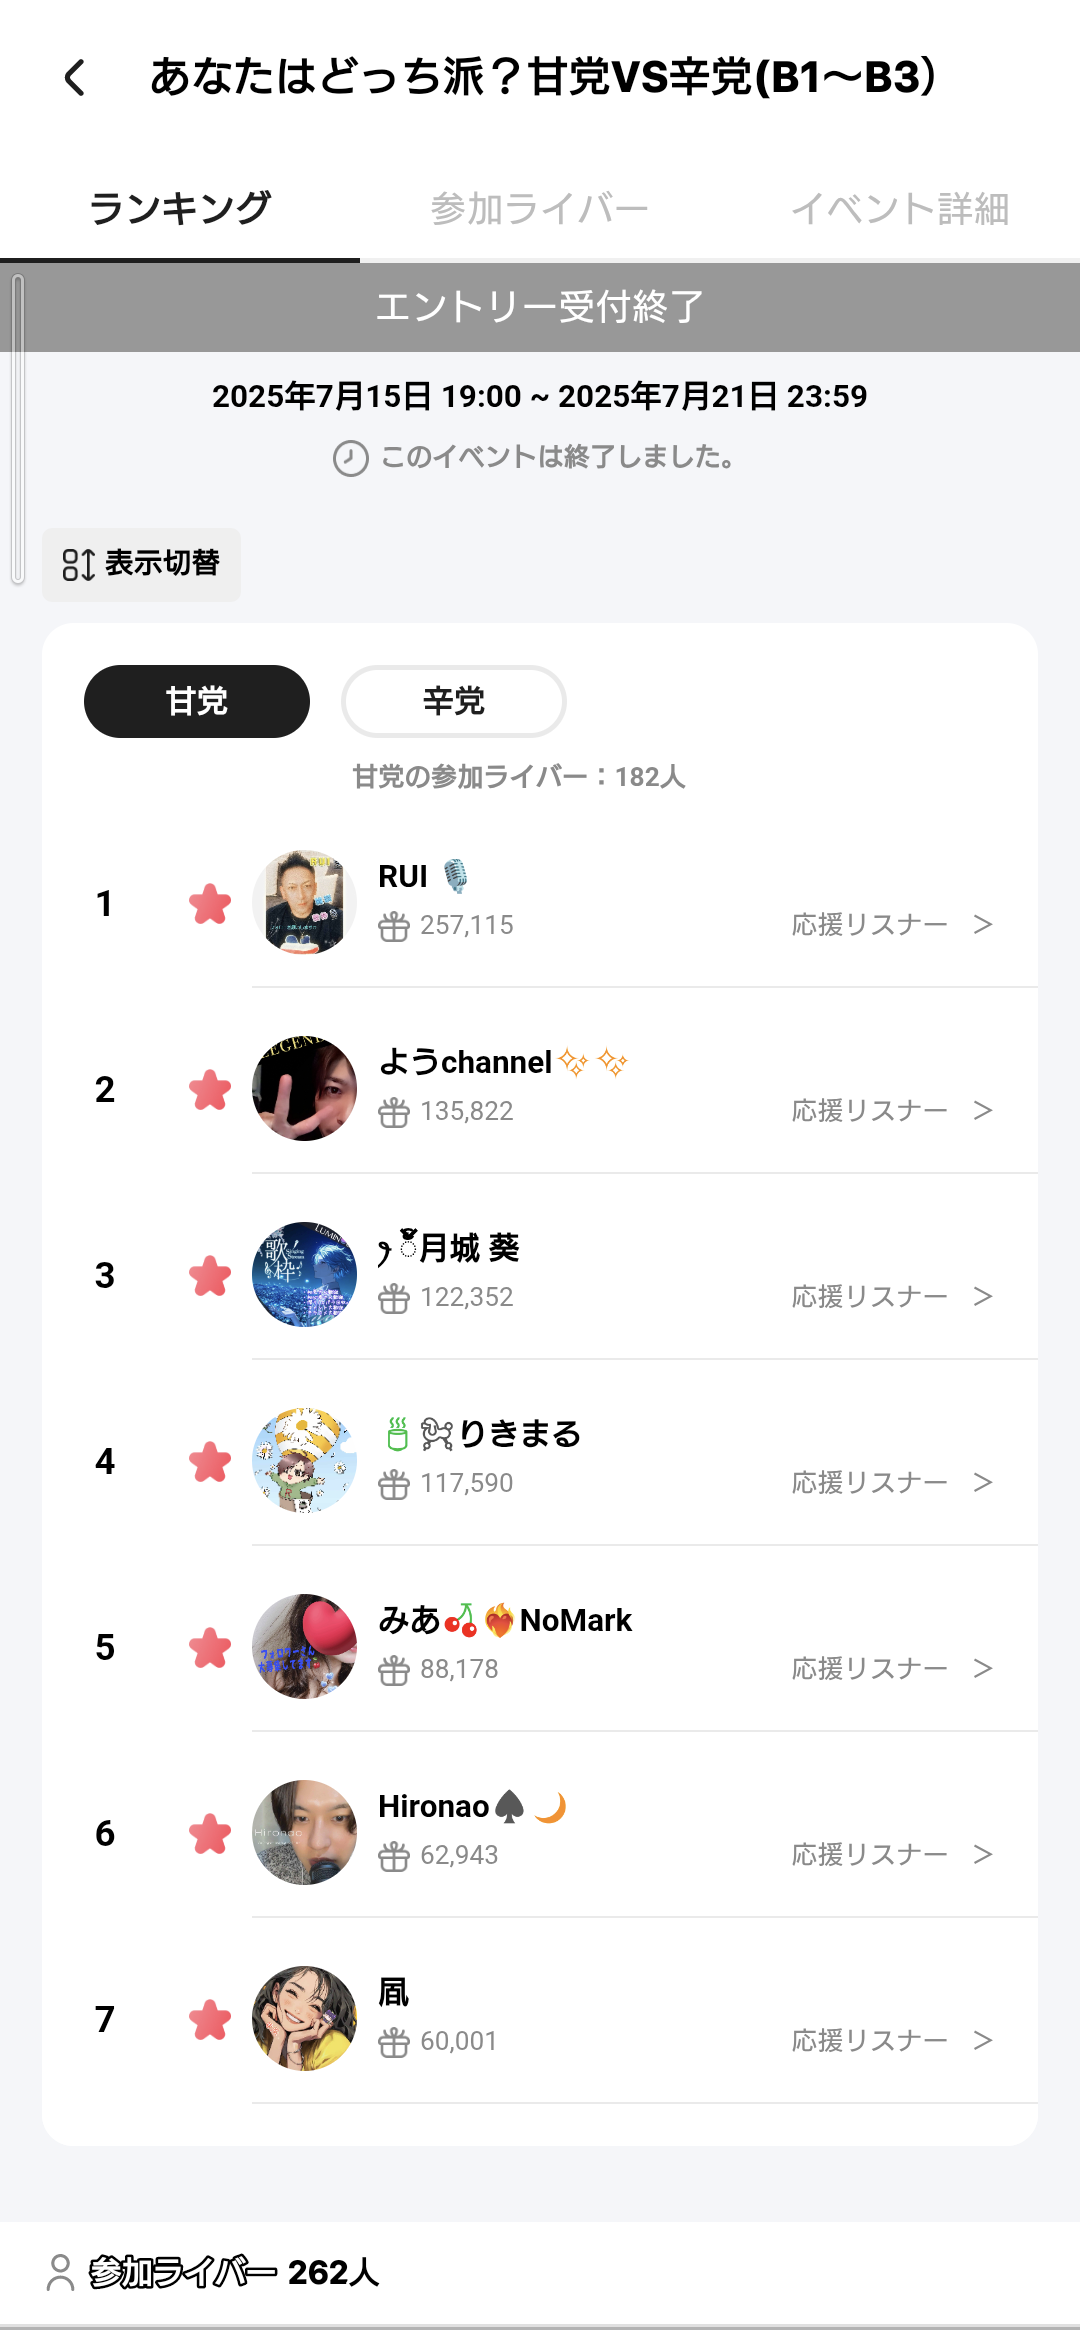 あなたはどっち派？甘党VS辛党(B1〜B3）
ランキング
参加ライバー
イベント詳細
エントリー受付終了
2025年7月15日 19:00 ~ 2025年7月21日 23:59
このイベントは終了しました。
表示切替
甘党
辛党
甘党の参加ライバー：182人
1
RUI 🎙️
257,115
応援リスナー >
2
ようchannel✨✨
135,822
応援リスナー >
3
月城 葵
122,352
応援リスナー >
4
🍵🐩りきまる
117,590
応援リスナー >
5
みあ🍒❤️‍🔥NoMark
88,178
応援リスナー >
6
Hironao♠️🌙
62,943
応援リスナー >
7
凮
60,001
応援リスナー >
参加ライバー 262人